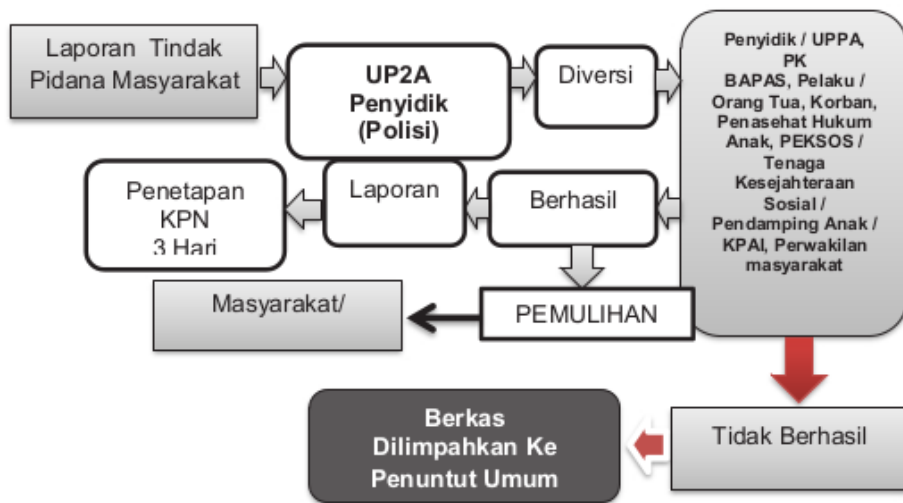 Laporan Tindak
Pidana Masyarakat
UP2A
Penyidik
(Polisi)
Diversi
Penyidik / UPPA,
PK
BAPAS, Pelaku /
Orang Tua, Korban,
Penasehat Hukum
Anak, PEKSOS /
Tenaga
Kesejahteraan
Sosial /
Pendamping Anak /
KPAI, Perwakilan
masyarakat
Berhasil
Laporan
Penetapan
KPN
3 Hari
PEMULIHAN
Masyarakat/
Tidak Berhasil
Berkas
Dilimpahkan Ke
Penuntut Umum